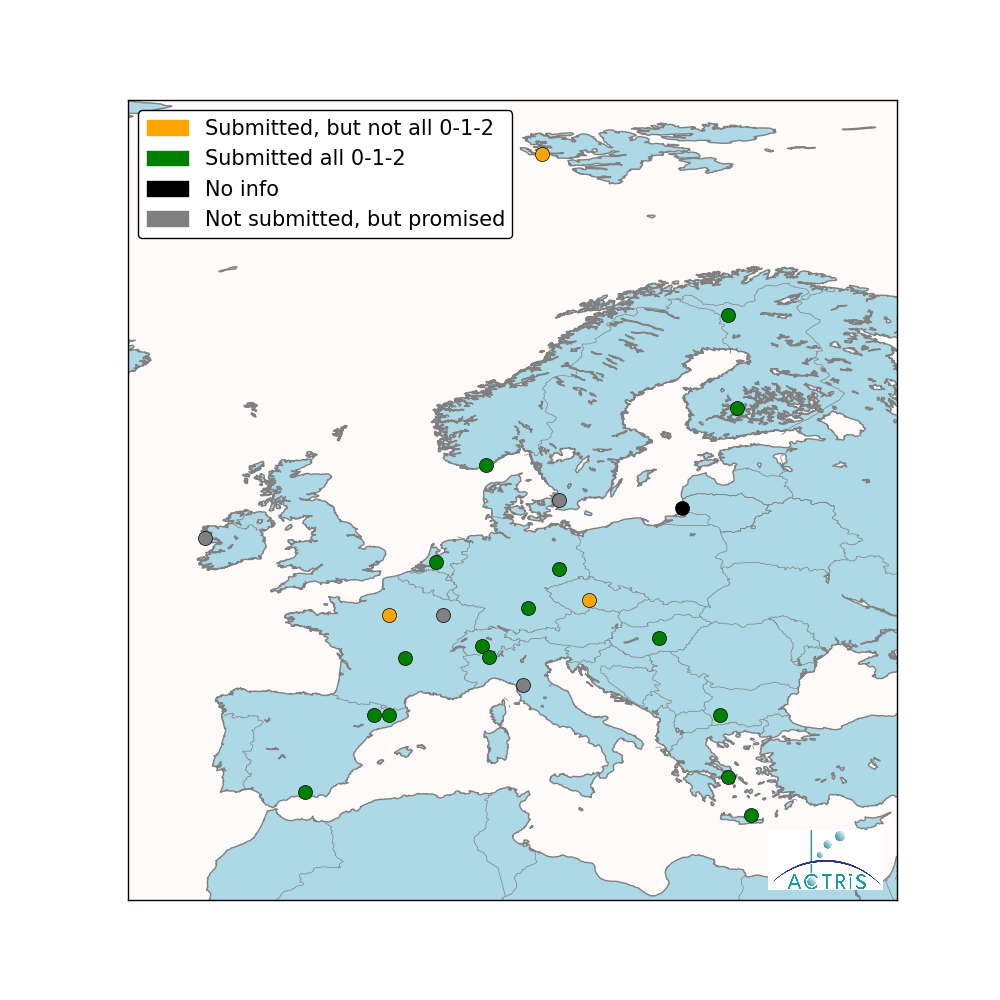 Submitted, but not all 0-1-2
Submitted all 0-1-2
No info
Not submitted, but promised
ACTRiS